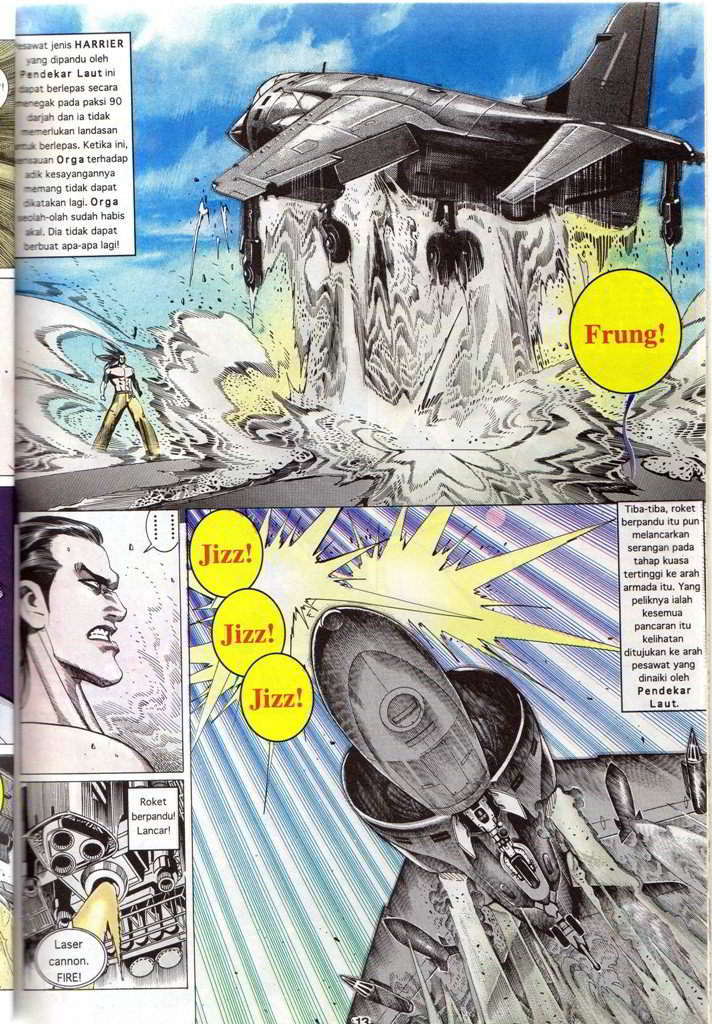 Pesawat jenis HARRIER
yang dipandu oleh
Pendekar Laut ini
dapat berlepas secara
menegak pada paksi 90
darjah dan ia tidak
memerlukan landasan
untuk berlepas. Ketika ini,
Orga terhadap
adik kesayangannya
memang tidak dapat
dikatakan lagi. Orga
seolah-olah sudah habis
akal. Dia tidak dapat
berbuat apa-apa lagi!
Frung!
Tiba-tiba, roket
berpandu itu pun
melancarkan
serangan pada
tahap kuasa
tertinggi ke arah
armada itu. Yang
peliknya ialah
kesemua
pancaran itu
kelihatan
ditujukan ke arah
pesawat yang
dinaiki oleh
Pendekar
Laut.
Jizz!
Jizz!
Jizz!
Roket
berpandu!
Lancar!
Laser
cannon.
FIRE!
13